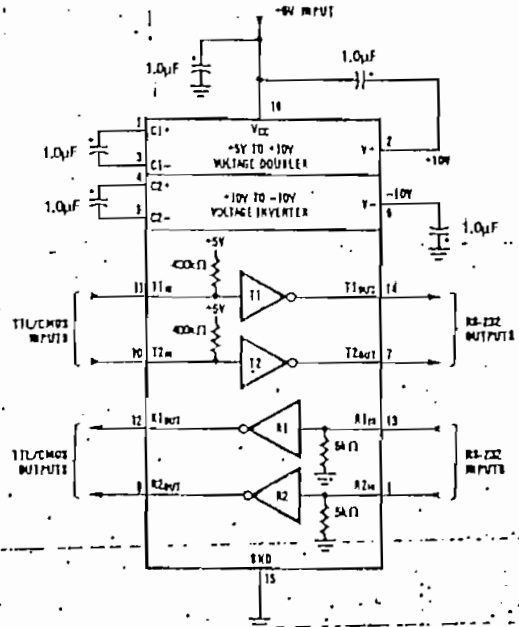 +5V INPUT
1.0µF
1.0µF
16
VCC
1
C1+
+5V TO +10V
VOLTAGE DOUBLER
V+
2
+10V
1.0µF
3
C1-
4
C2+
+10V TO -10V
VOLTAGE INVERTER
V-
-10V
6
1.0µF
5
C2-
1.0µF
+5V
400kΩ
11
T1IN
T1
T1OUT
14
+5V
400kΩ
TTL/CMOS
INPUTS
RS-232
OUTPUTS
10
T2IN
T2
T2OUT
7
12
R1OUT
R1
R1IN
13
5kΩ
TTL/CMOS
OUTPUTS
RS-232
INPUTS
9
R2OUT
R2
R2IN
8
5kΩ
GND
15